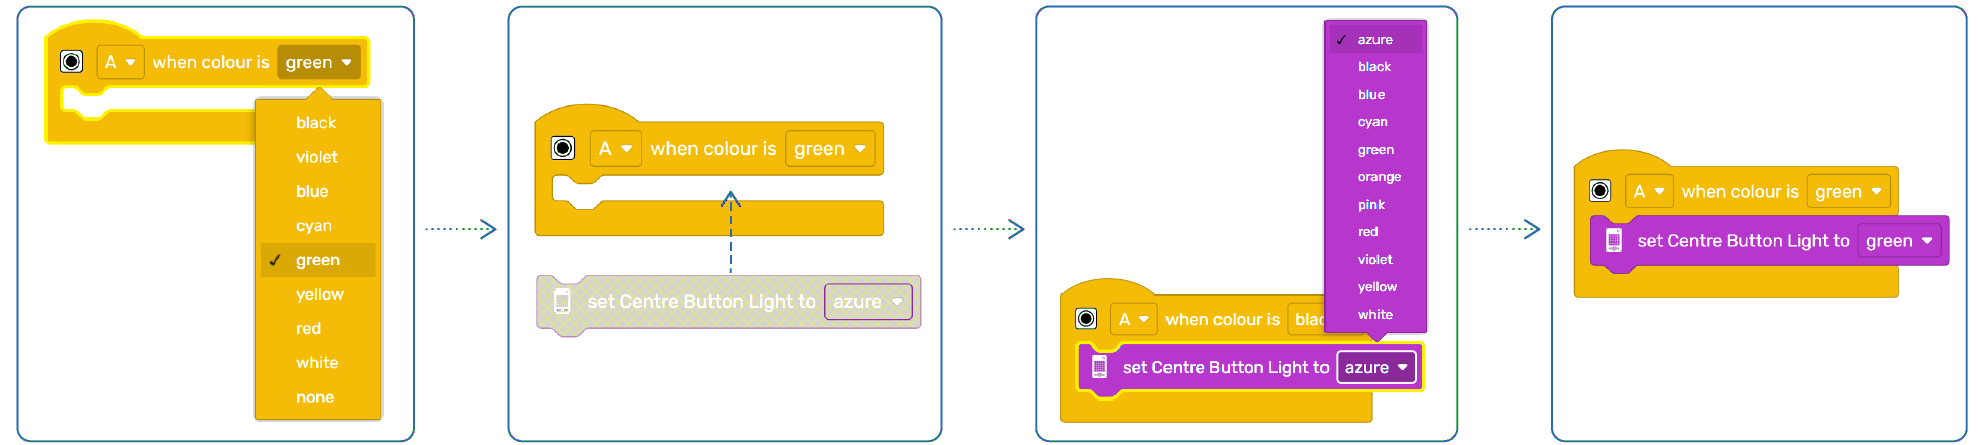 A when colour is green
black
violet
blue
cyan
green
yellow
red
white
none
A when colour is green
set Centre Button Light to azure
azure
black
blue
cyan
green
orange
pink
red
violet
yellow
white
A when colour is
set Centre Button Light to azure
A when colour is green
set Centre Button Light to green